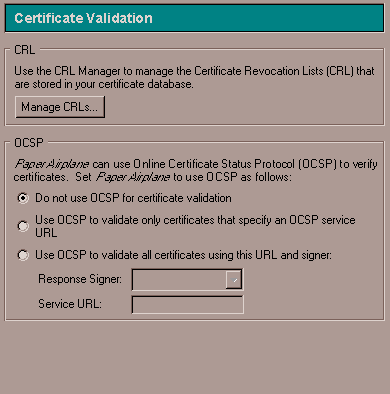 Certificate Validation
CRL
Use the CRL Manager to manage the Certificate Revocation Lists (CRL) that
are stored in your certificate database.
Manage CRLs...
OCSP
Paper Airplane can use Online Certificate Status Protocol (OCSP) to verify
certificates. Set Paper Airplane to use OCSP as follows:
Do not use OCSP for certificate validation
Use OCSP to validate only certificates that specify an OCSP service
URL
Use OCSP to validate all certificates using this URL and signer:
Response Signer:
Service URL: